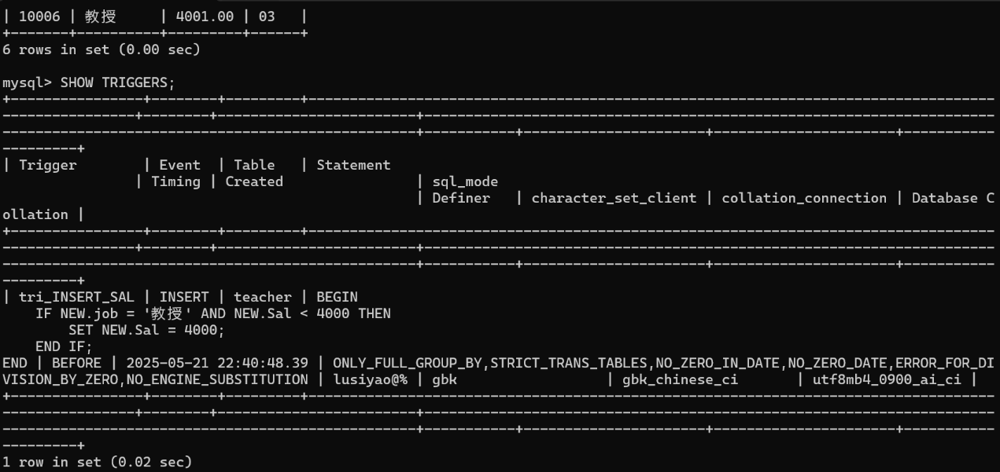 | 10006 | 教授      | 4001.00 | 03   |
+-------+----------+---------+------+
6 rows in set (0.00 sec)
mysql> SHOW TRIGGERS;
+----------------+--------+---------+-----------------------------------------------------------------------------------
----------------+--------+------------------------+---------------------------------------------------------------------
--------------------------------------------------+-----------+----------------------+----------------------+-----------
---------+
| Trigger        | Event  | Table   | Statement
                | Timing | Created                | sql_mode
                                                  | Definer   | character_set_client | collation_connection | Database C
ollation |
+----------------+--------+---------+-----------------------------------------------------------------------------------
----------------+--------+------------------------+---------------------------------------------------------------------
--------------------------------------------------+-----------+----------------------+----------------------+-----------
---------+
| tri_INSERT_SAL | INSERT | teacher | BEGIN
    IF NEW.job = '教授' AND NEW.Sal < 4000 THEN
        SET NEW.Sal = 4000;
    END IF;
END | BEFORE | 2025-05-21 22:40:48.39 | ONLY_FULL_GROUP_BY,STRICT_TRANS_TABLES,NO_ZERO_IN_DATE,NO_ZERO_DATE,ERROR_FOR_DI
VISION_BY_ZERO,NO_ENGINE_SUBSTITUTION | lusiyao@% | gbk                  | gbk_chinese_ci       | utf8mb4_0900_ai_ci |
+----------------+--------+---------+-----------------------------------------------------------------------------------
----------------+--------+------------------------+---------------------------------------------------------------------
--------------------------------------------------+-----------+----------------------+----------------------+-----------
---------+
1 row in set (0.02 sec)